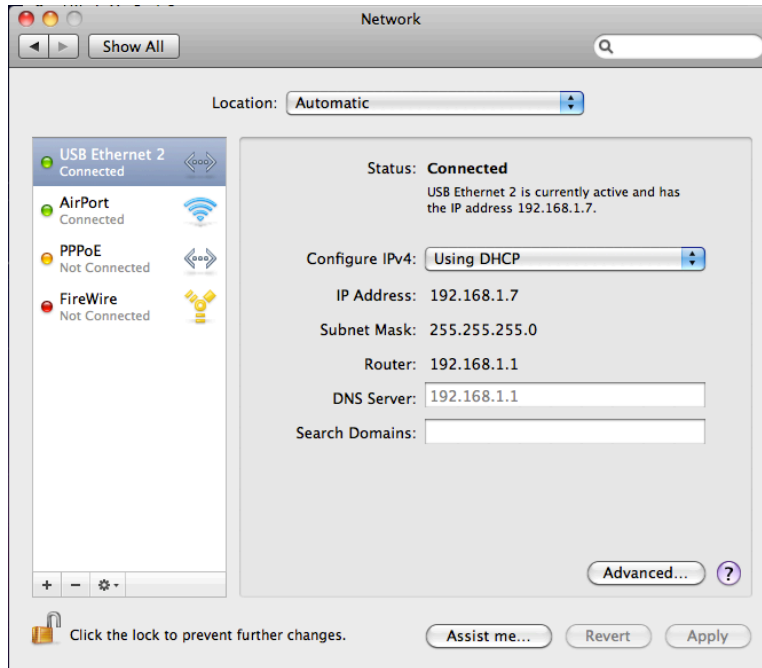 Network
Show All
Location: Automatic
USB Ethernet 2
Connected
AirPort
Connected
PPPoE
Not Connected
FireWire
Not Connected
Status: Connected
USB Ethernet 2 is currently active and has
the IP address 192.168.1.7.
Configure IPv4: Using DHCP
IP Address: 192.168.1.7
Subnet Mask: 255.255.255.0
Router: 192.168.1.1
DNS Server: 192.168.1.1
Search Domains:
Advanced... ?
Click the lock to prevent further changes.
Assist me... Revert Apply